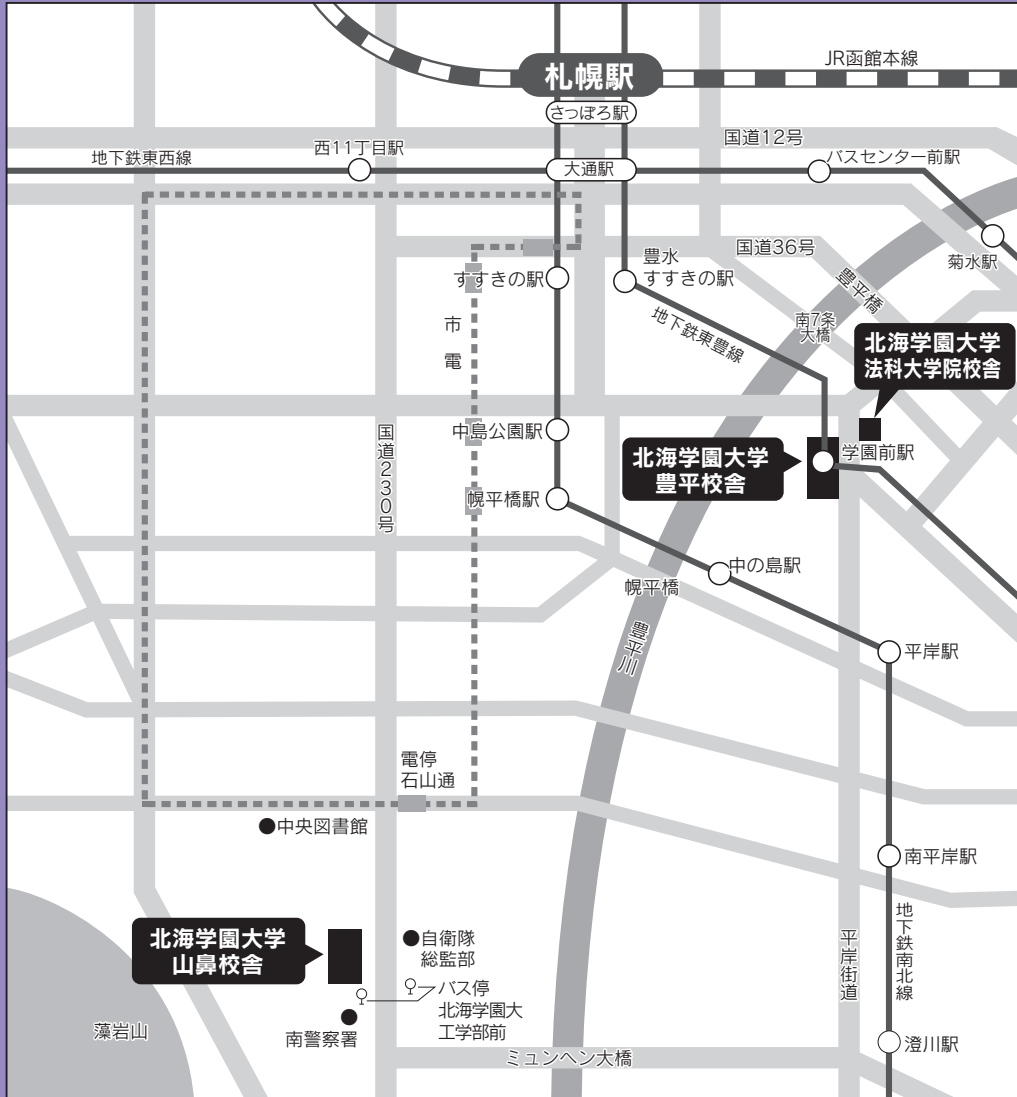 JR函館本線
札幌駅
さっぽろ駅
国道12号
西11丁目駅
地下鉄東西線
大通駅
バスセンター前駅
国道36号
菊水駅
豊水
すすきの駅
すすきの駅
豊平橋
南7条
大橋
地下鉄東豊線
市電
北海学園大学
法科大学院校舎
国道230号
中島公園駅
学園前駅
北海学園大学
豊平校舎
幌平橋駅
中の島駅
幌平橋
豊平川
平岸駅
電停
石山通
中央図書館
南平岸駅
地下鉄南北線
平岸街道
北海学園大学
山鼻校舎
自衛隊
総監部
バス停
北海学園大
工学部前
南警察署
藻岩山
ミュンヘン大橋
澄川駅